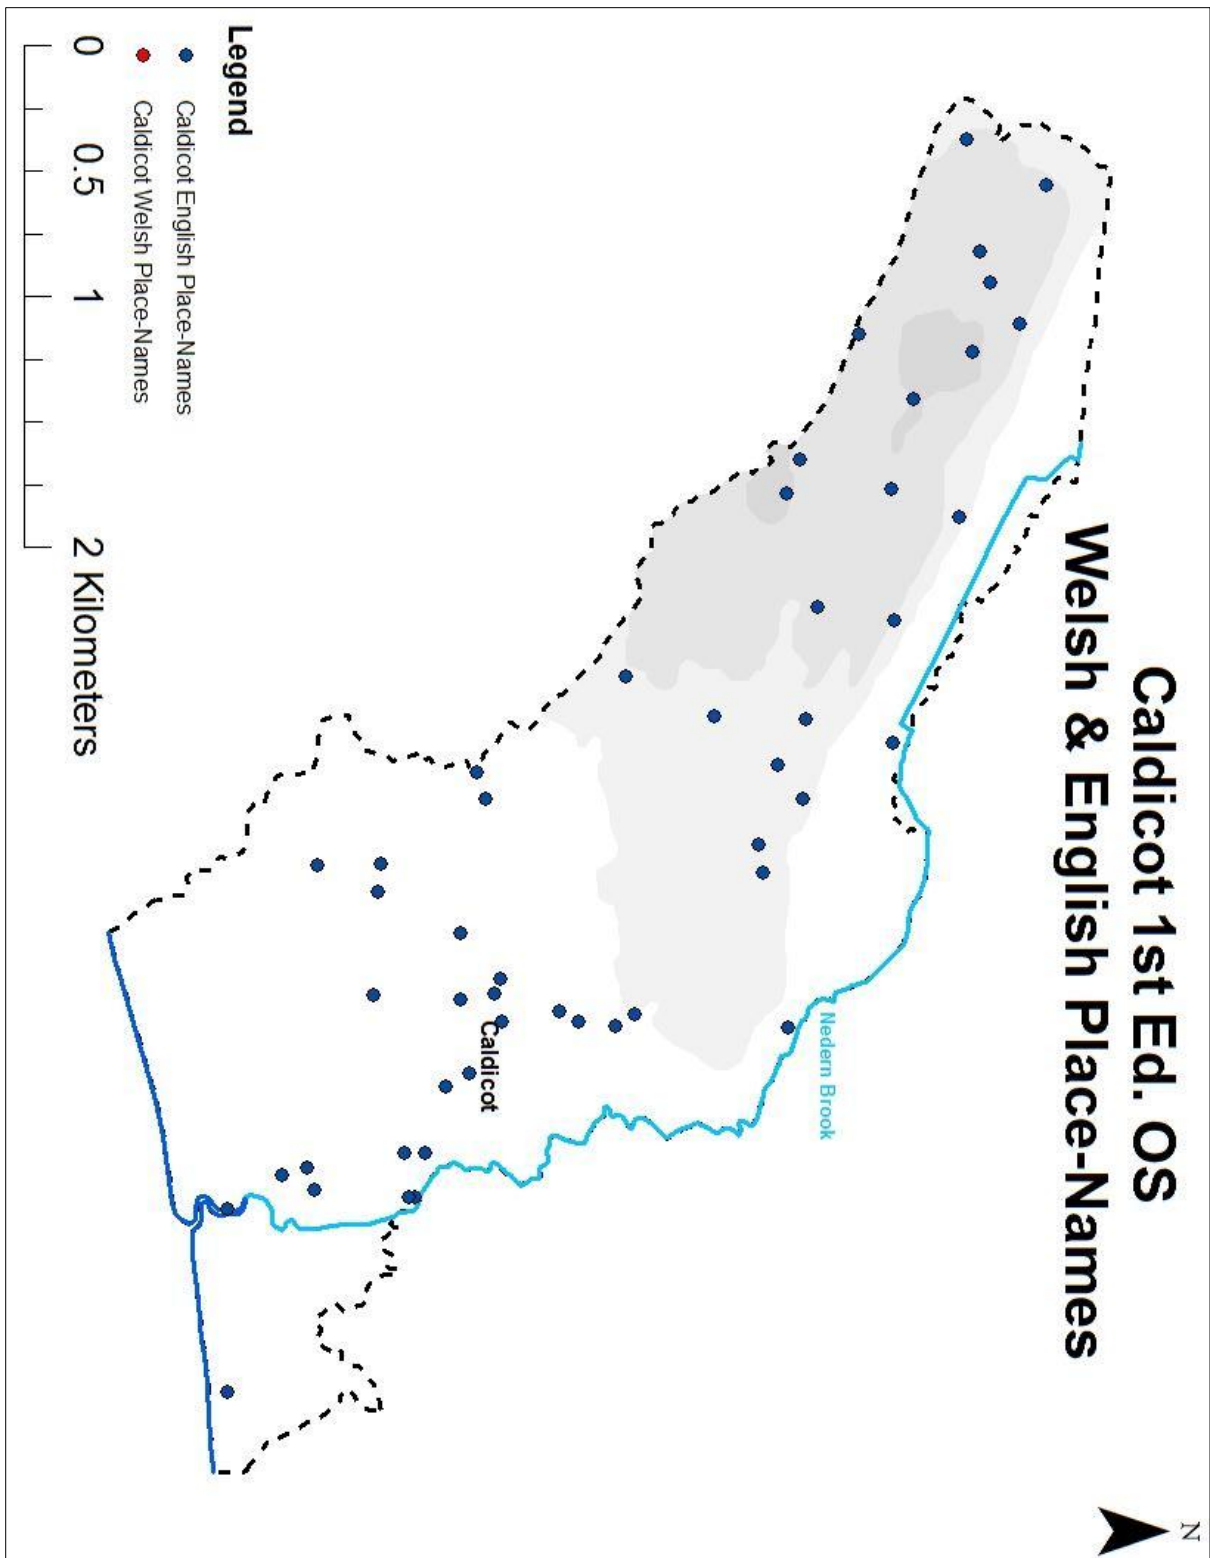 Caldicot 1st Ed. OS
Welsh & English Place-Names
N
Nedern Brook
Caldicot
Legend
Caldicot English Place-Names
Caldicot Welsh Place-Names
0 0.5 1 2 Kilometers